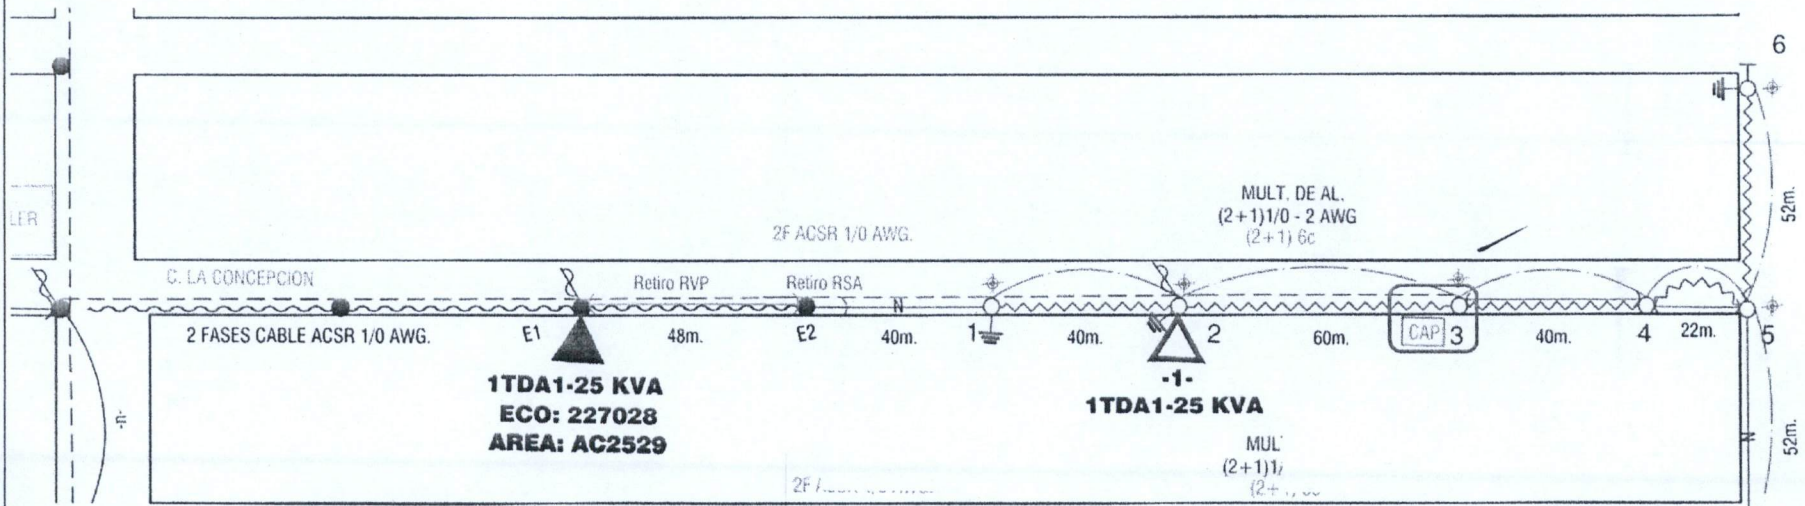 6
LER
MULT. DE AL.
(2+1)1/0 - 2 AWG
(2+1) 6c
2F ACSR 1/0 AWG.
52m.
C. LA CONCEPCION
Retiro RVP
Retiro RSA
N
2 FASES CABLE ACSR 1/0 AWG.
E1
48m.
E2
40m.
1
40m.
2
60m.
CAP
3
40m.
4
22m.
5
1TDA1-25 KVA
ECO: 227028
AREA: AC2529
-1-
1TDA1-25 KVA
-n-
N
52m.
MUL
(2+1)1/
2F
(2+